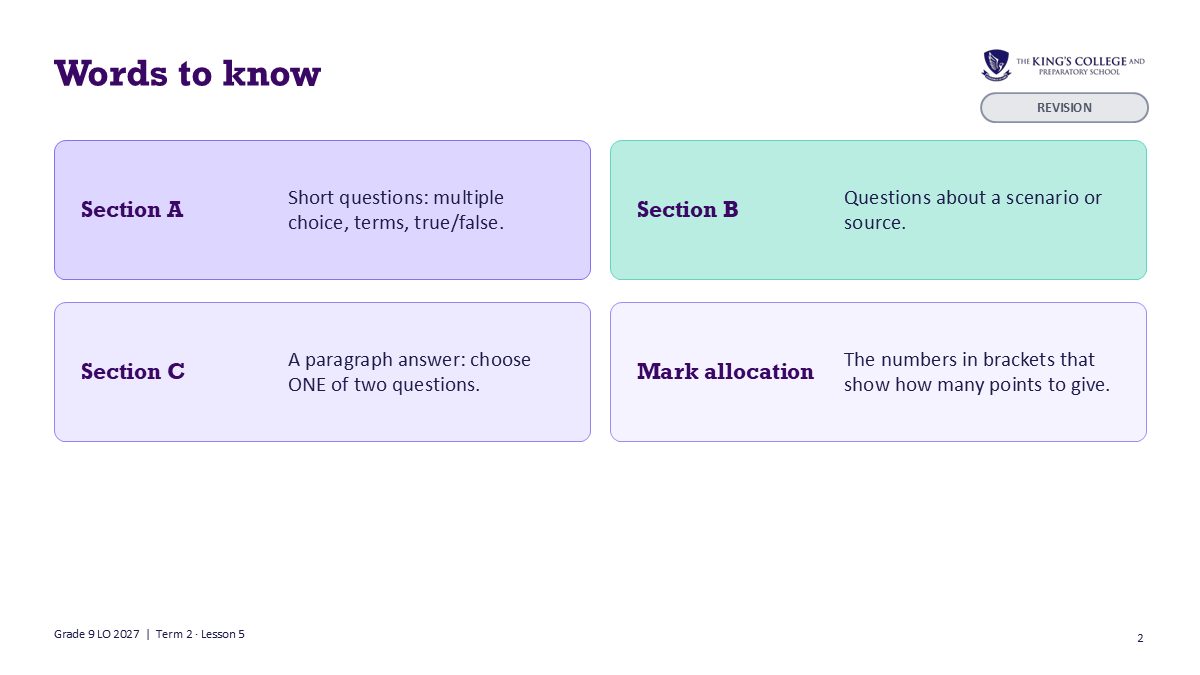 Words to know
THE KING'S COLLEGE AND
PREPARATORY SCHOOL
REVISION
Section A
Short questions: multiple
choice, terms, true/false.
Section B
Questions about a scenario or
source.
Section C
A paragraph answer: choose
ONE of two questions.
Mark allocation
The numbers in brackets that
show how many points to give.
Grade 9 LO 2027 | Term 2 · Lesson 5
2